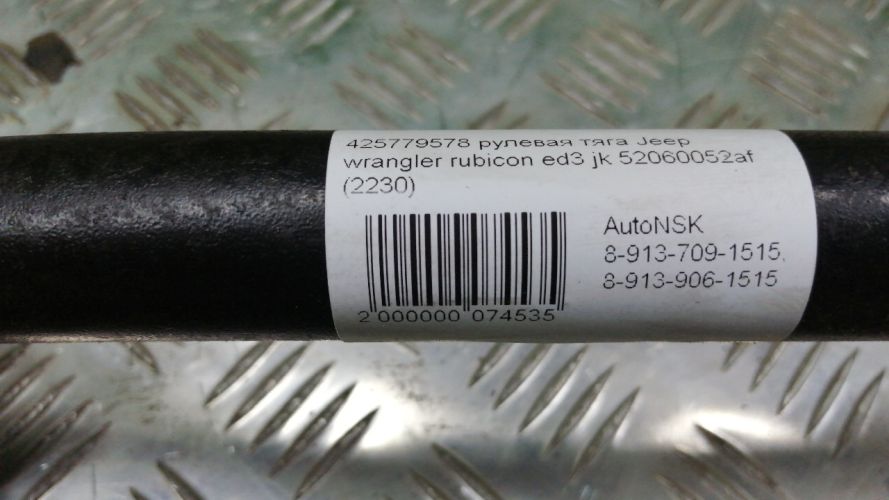 425779578 рулевая тяга Jeep
wrangler rubicon ed3 jk 52060052af
(2230)
AutoNSK
8-913-709-1515,
8-913-906-1515
2 000000 074535